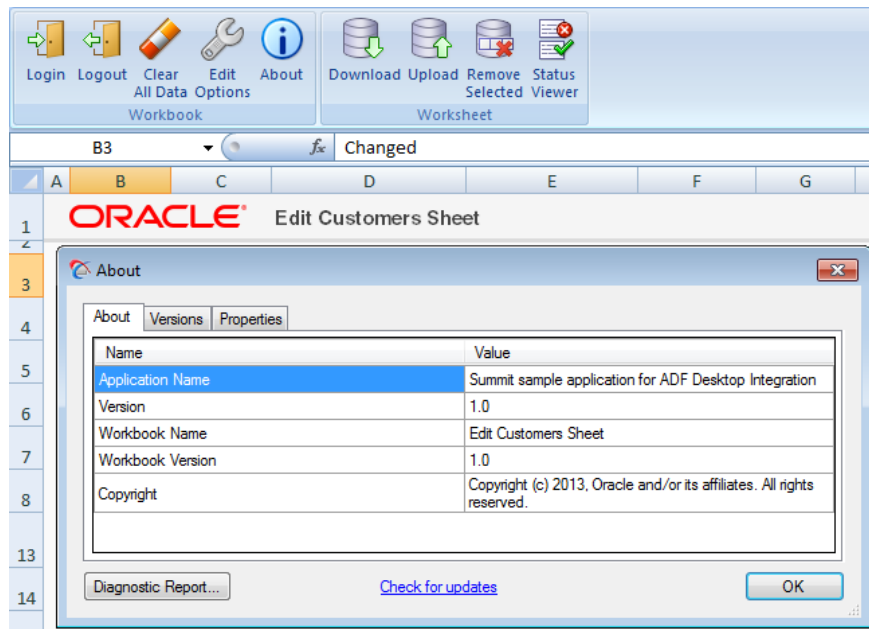 Login Logout Clear All Data Edit Options About Download Upload Remove Selected Status Viewer
Workbook Worksheet
B3 fx Changed
A B C D E F G
1 ORACLE® Edit Customers Sheet
2
3 About
4 About Versions Properties
Name Value
5 Application Name Summit sample application for ADF Desktop Integration
6 Version 1.0
Workbook Name Edit Customers Sheet
7 Workbook Version 1.0
8 Copyright Copyright (c) 2013, Oracle and/or its affiliates. All rights
reserved.
13
14 Diagnostic Report... Check for updates OK